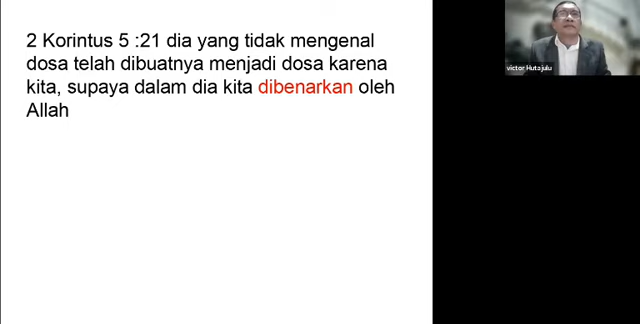 2 Korintus 5 :21 dia yang tidak mengenal
dosa telah dibuatnya menjadi dosa karena
kita, supaya dalam dia kita dibenarkan oleh
Allah
victor Hutajulu